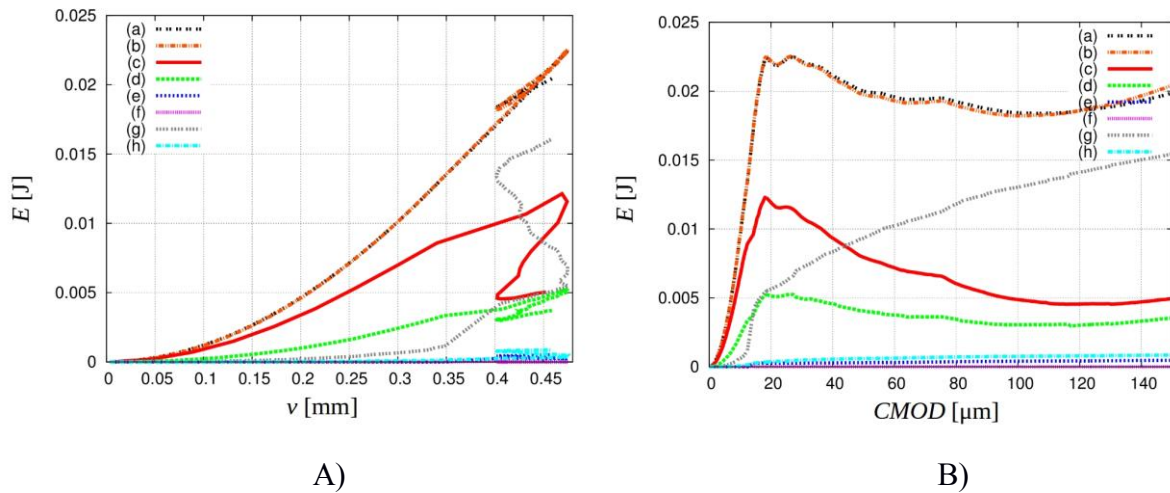 0.025
0.02
0.015
0.01
0.005
0
E [J]
(a)
(b)
(c)
(d)
(e)
(f)
(g)
(h)
0 0.05 0.1 0.15 0.2 0.25 0.3 0.35 0.4 0.45
v [mm]
A)
0.025
0.02
0.015
0.01
0.005
0
E [J]
(a)
(b)
(c)
(d)
(e)
(f)
(g)
(h)
0 20 40 60 80 100 120 140
CMOD [μm]
B)